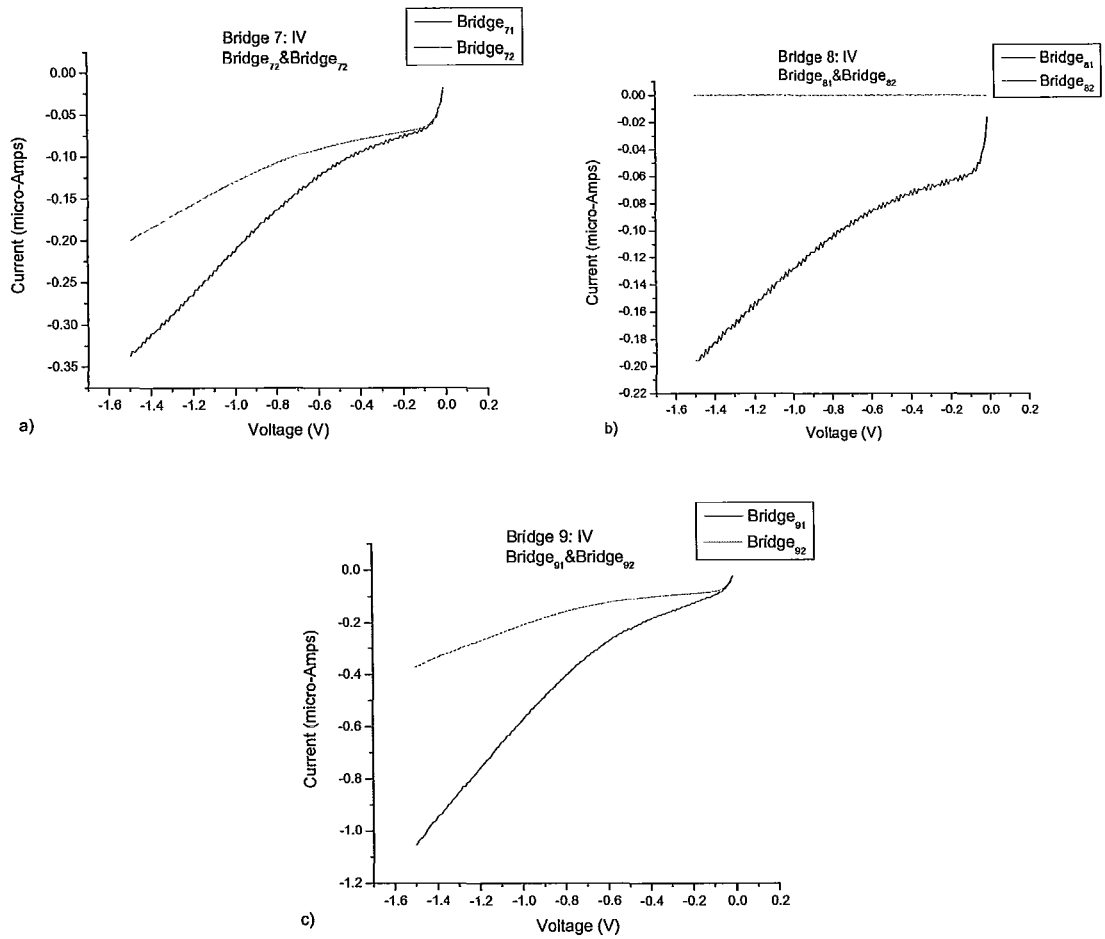 Bridge 7: IV
Bridge₇₂&Bridge₇₂
Bridge₇₁
Bridge₇₂
0.00
-0.05
-0.10
-0.15
-0.20
-0.25
-0.30
-0.35
Current (micro-Amps)
-1.6 -1.4 -1.2 -1.0 -0.8 -0.6 -0.4 -0.2 0.0 0.2
Voltage (V)
a)
Bridge 8: IV
Bridge₈₁&Bridge₈₂
Bridge₈₁
Bridge₈₂
0.00
-0.02
-0.04
-0.06
-0.08
-0.10
-0.12
-0.14
-0.16
-0.18
-0.20
-0.22
Current (micro-Amps)
-1.6 -1.4 -1.2 -1.0 -0.8 -0.6 -0.4 -0.2 0.0 0.2
Voltage (V)
b)
Bridge 9: IV
Bridge₉₁&Bridge₉₂
Bridge₉₁
Bridge₉₂
0.0
-0.2
-0.4
-0.6
-0.8
-1.0
-1.2
Current (micro-Amps)
-1.6 -1.4 -1.2 -1.0 -0.8 -0.6 -0.4 -0.2 0.0 0.2
Voltage (V)
c)